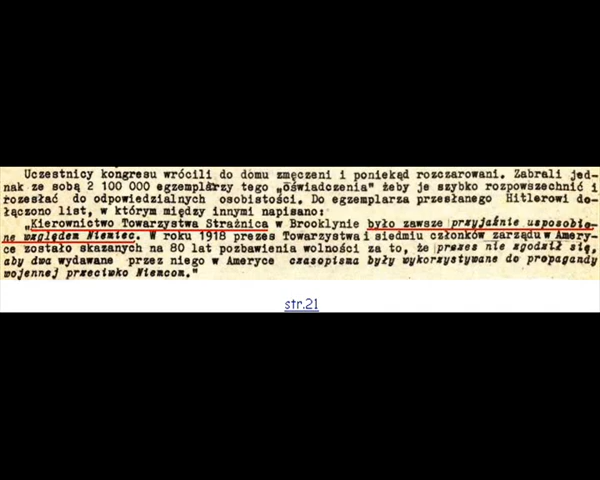 Uczestnicy kongresu wrócili do domu zmęczeni i poniekąd rozczarowani. Zabrali jed-
nak ze sobą 2 100 000 egzemplarzy tego „oświadczenia" żeby je szybko rozpowszechnić i
rozesłać do odpowiedzialnych osobistości. Do egzemplarza przesłanego Hitlerowi do-
łączono list, w którym między innymi napisano:
„Kierownictwo Towarzystwa Strażnica w Brooklynie było zawsze przyjaźnie usposobie-
ne względem Niemiec. W roku 1918 prezes Towarzystwa i siedmiu członków zarządu w Amery-
ce zostało skazanych na 80 lat pozbawienia wolności za to, że prezes nie zgodził się,
aby dwa wydawane przez niego w Ameryce czasopisma były wykorzystywane do propagandy
wojennej przeciwko Niemcom."
str.21